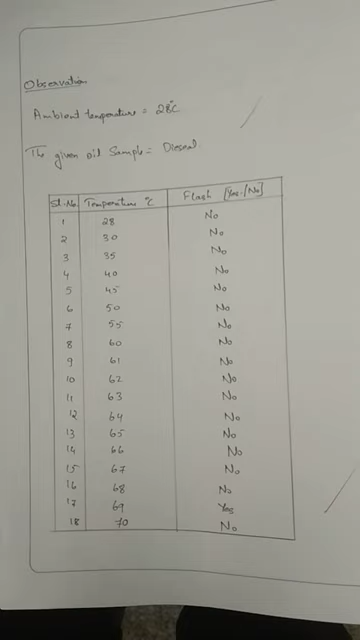 Observation
Ambient temperature = 28°C
The given oil Sample = Dieseal
Sl.No. Temperature °C Flash [Yes/No]
1 28 No
2 30 No
3 35 No
4 40 No
5 45 No
6 50 No
7 55 No
8 60 No
9 61 No
10 62 No
11 63 No
12 64 No
13 65 No
14 66 No
15 67 No
16 68 No
17 69 Yes
18 70 No